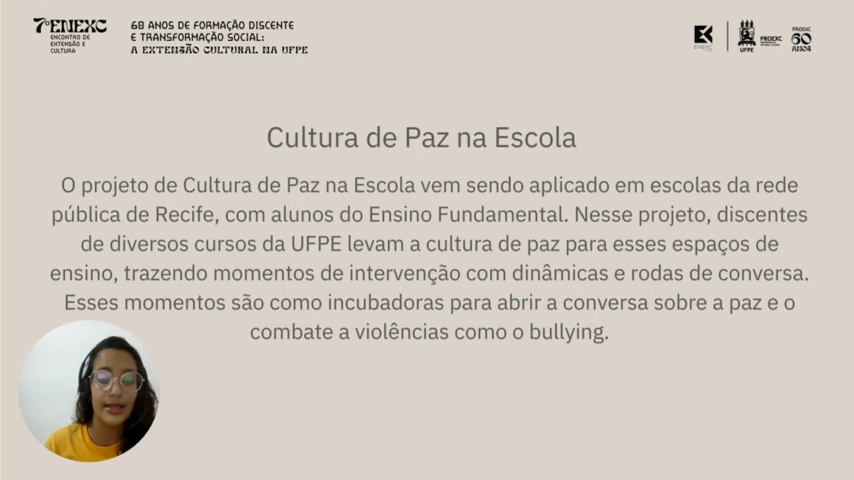 7ºENEXC
ENCONTRO DE
EXTENSÃO E
CULTURA
60 ANOS DE FORMAÇÃO DISCENTE
E TRANSFORMAÇÃO SOCIAL:
A EXTENSÃO CULTURAL NA UFPE
ENEXC
UFPE
PROEXC
PROEXC
60
ANOS
Cultura de Paz na Escola
O projeto de Cultura de Paz na Escola vem sendo aplicado em escolas da rede
pública de Recife, com alunos do Ensino Fundamental. Nesse projeto, discentes
de diversos cursos da UFPE levam a cultura de paz para esses espaços de
ensino, trazendo momentos de intervenção com dinâmicas e rodas de conversa.
Esses momentos são como incubadoras para abrir a conversa sobre a paz e o
combate a violências como o bullying.